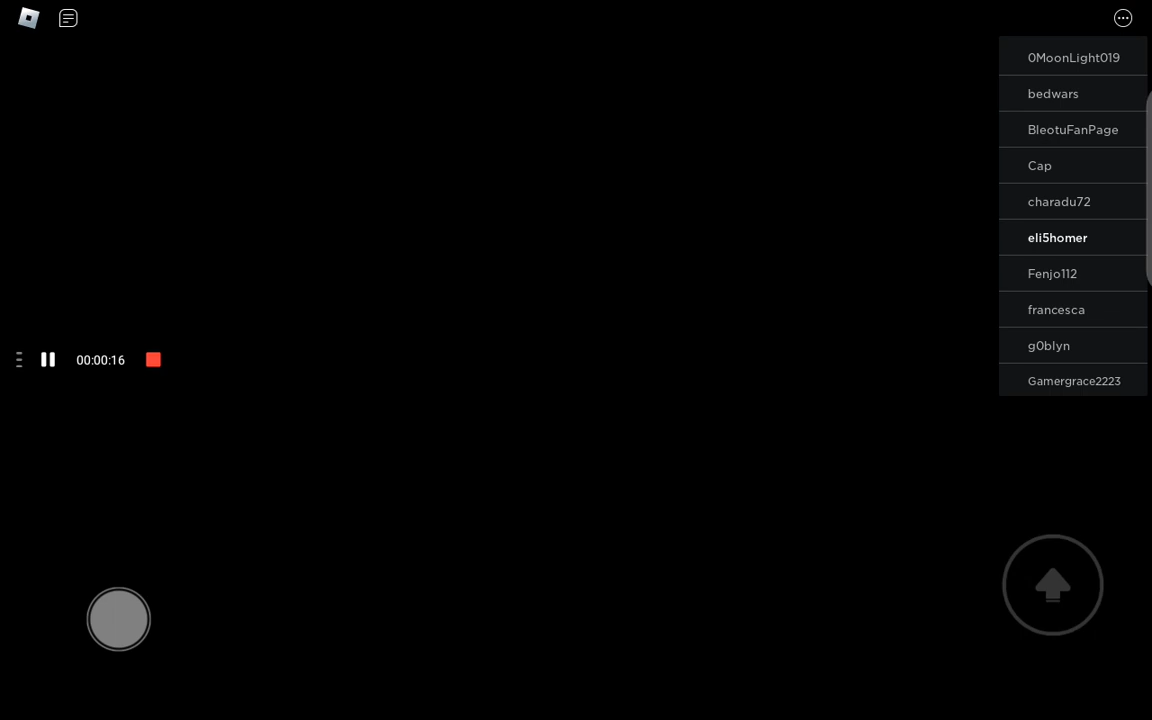 0MoonLight019
bedwars
BleotuFanPage
Cap
charadu72
eli5homer
Fenjo112
francesca
00:00:16
g0blyn
Gamergrace2223